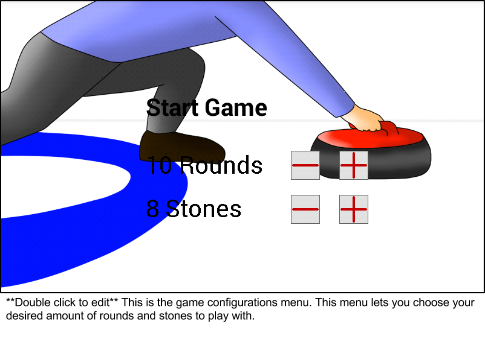 Start Game
10 Rounds
8 Stones
**Double click to edit** This is the game configurations menu. This menu lets you choose your
desired amount of rounds and stones to play with.